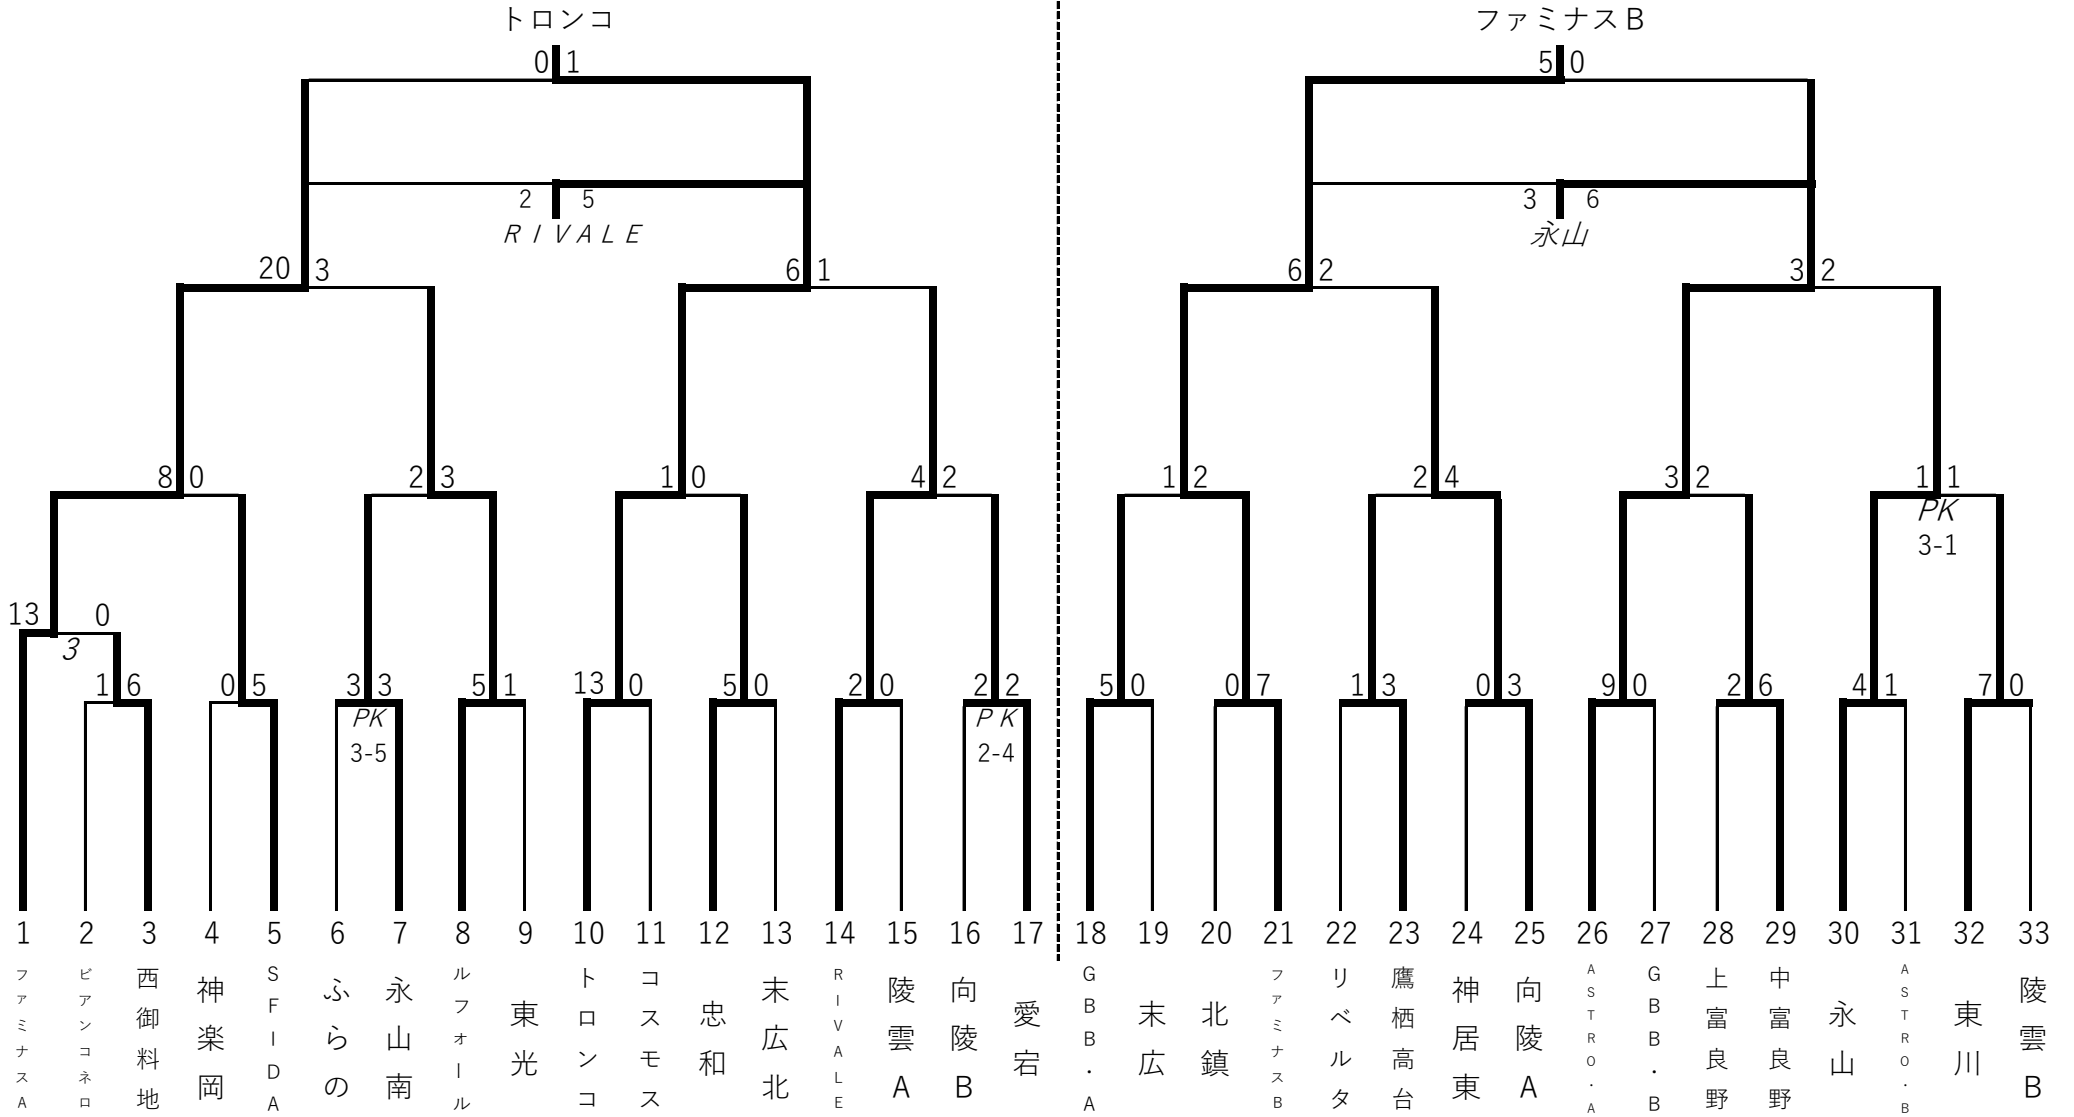 トロンコ
ファミナスB
0 1
5 0
2 5
3 6
RIVALE
永山
20 3
6 1
6 2
3 2
8 0
2 3
1 0
4 2
1 2
2 4
3 2
1 1
PK
3-1
13 0
3
1 6
0 5
3 3
5 1
13 0
5 0
2 0
2 2
5 0
0 7
1 3
0 3
9 0
2 6
4 1
7 0
PK
3-5
PK
2-4
1 2 3 4 5 6 7 8 9 10 11 12 13 14 15 16 17 18 19 20 21 22 23 24 25 26 27 28 29 30 31 32 33
ファミナスA
ビアンコネロ
西御料地
神楽岡
SFIDA
ふらの
永山南
ルフオール
東光
トロンコ
コスモス
忠和
末広北
RIVALE
陵雲A
向陵B
愛宕
GBB.A
末広
北鎮
ファミナスB
リベルタ
鷹栖高台
神居東
向陵A
ASTRO.A
GBB.B
上富良野
中富良野
永山
ASTRO.B
東川
陵雲B